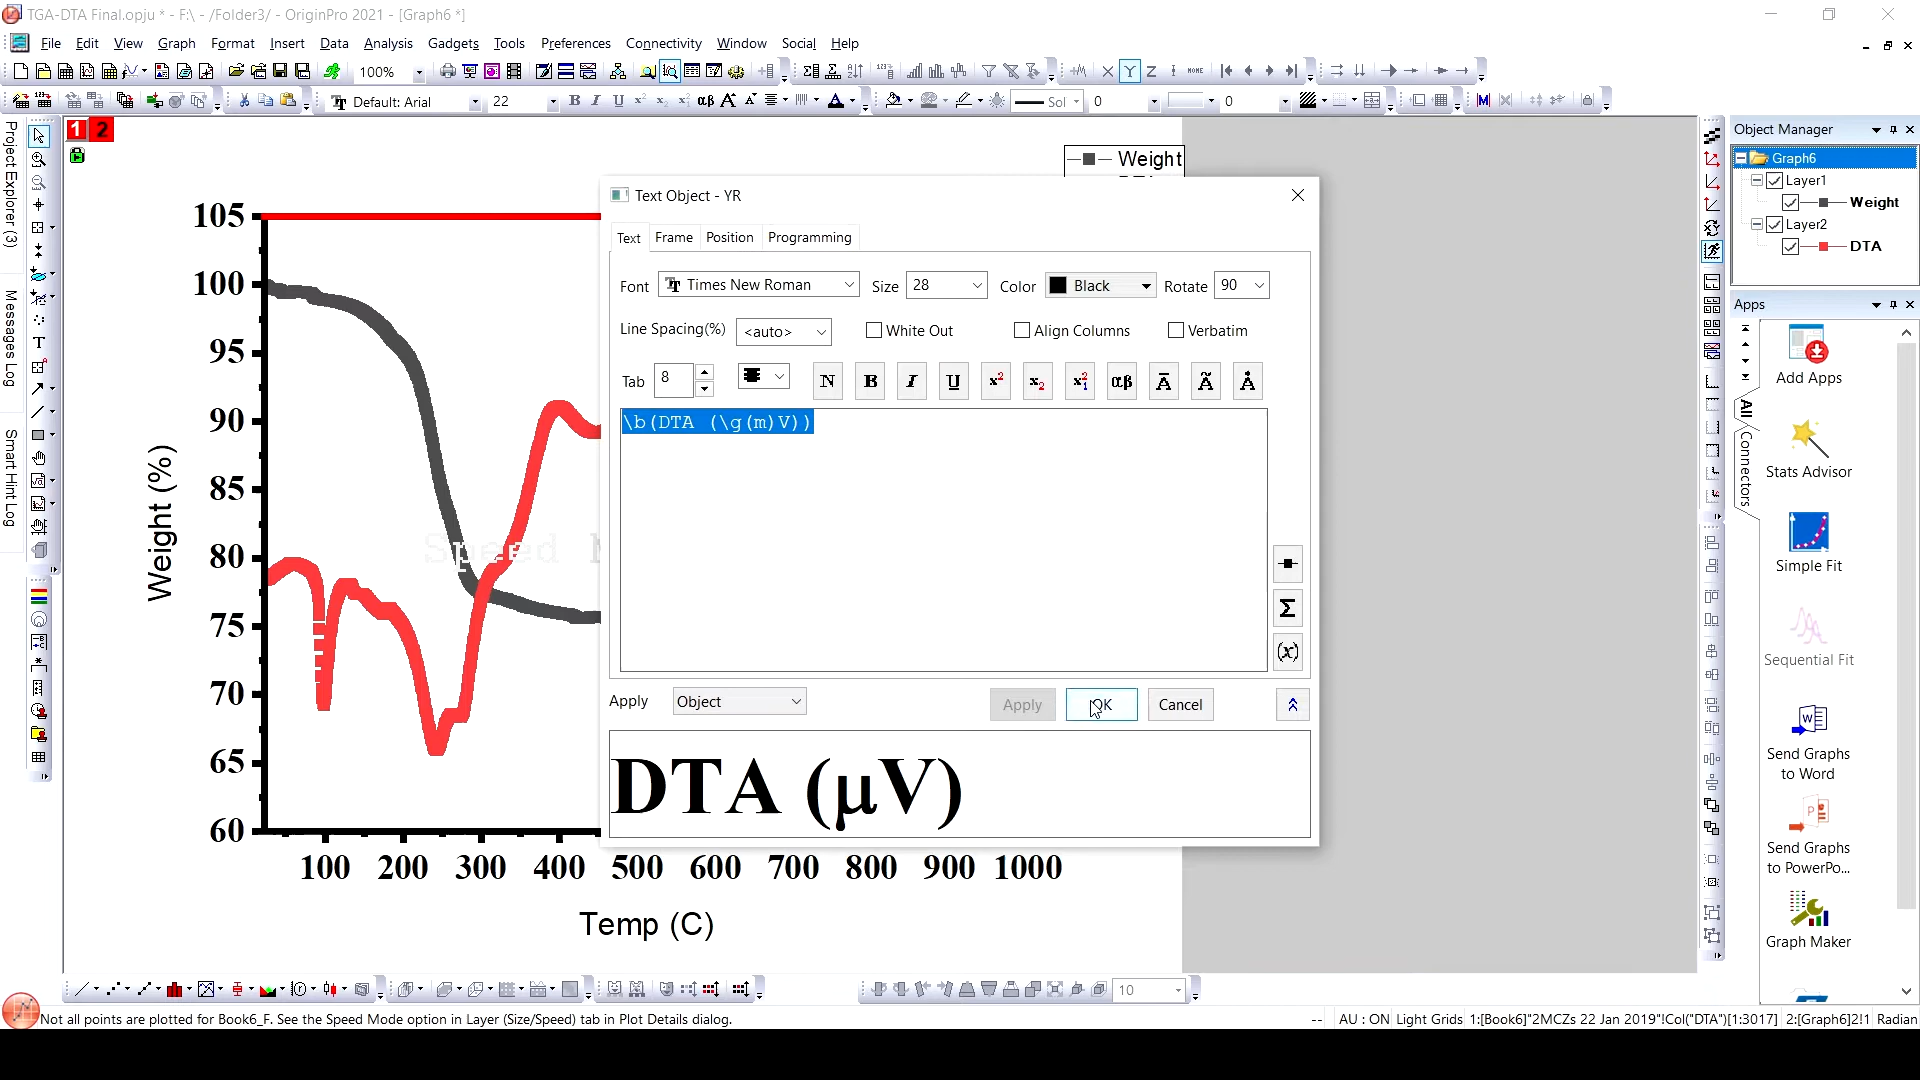 TGA-DTA Final.opju * - F:\ - /Folder3/ - OriginPro 2021 - [Graph6 *]
File Edit View Graph Format Insert Data Analysis Gadgets Tools Preferences Connectivity Window Social Help
100%
Default: Arial 22 B I U αβ A A A Sol 0 0
1 2
Project Explorer (3)
Messages Log
Smart Hint Log
Weight
105
100
95
90
85
80
75
70
65
60
Weight (%)
Speed
100 200 300 400 500 600 700 800 900 1000
Temp (C)
Text Object - YR
Text Frame Position Programming
Font Times New Roman Size 28 Color Black Rotate 90
Line Spacing(%) <auto> White Out Align Columns Verbatim
Tab 8 N B I U x² x₂ αβ
\b(DTA (\g(m)V))
Σ
(x)
Apply Object Apply OK Cancel
DTA (μV)
Object Manager
Graph6
Layer1
Weight
Layer2
DTA
Apps
All
Connectors
Add Apps
Stats Advisor
Simple Fit
Sequential Fit
Send Graphs
to Word
Send Graphs
to PowerPo...
Graph Maker
10
Not all points are plotted for Book6_F. See the Speed Mode option in Layer (Size/Speed) tab in Plot Details dialog.
-- AU : ON Light Grids 1:[Book6]"2MCZs 22 Jan 2019"!Col("DTA")[1:3017] 2:[Graph6]2!1 Radian